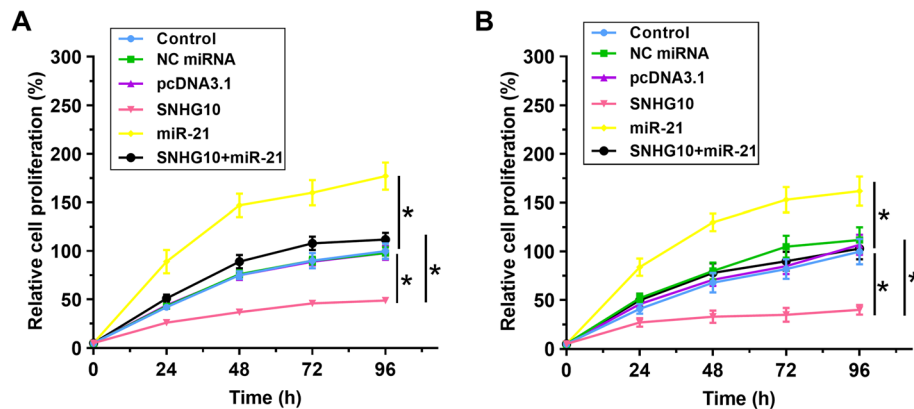 A
Control
NC miRNA
pcDNA3.1
SNHG10
miR-21
SNHG10+miR-21
Relative cell proliferation (%)
300
250
200
150
100
50
0
0 24 48 72 96
Time (h)
*
*
*
B
Control
NC miRNA
pcDNA3.1
SNHG10
miR-21
SNHG10+miR-21
Relative cell proliferation (%)
300
250
200
150
100
50
0
0 24 48 72 96
Time (h)
*
*
*